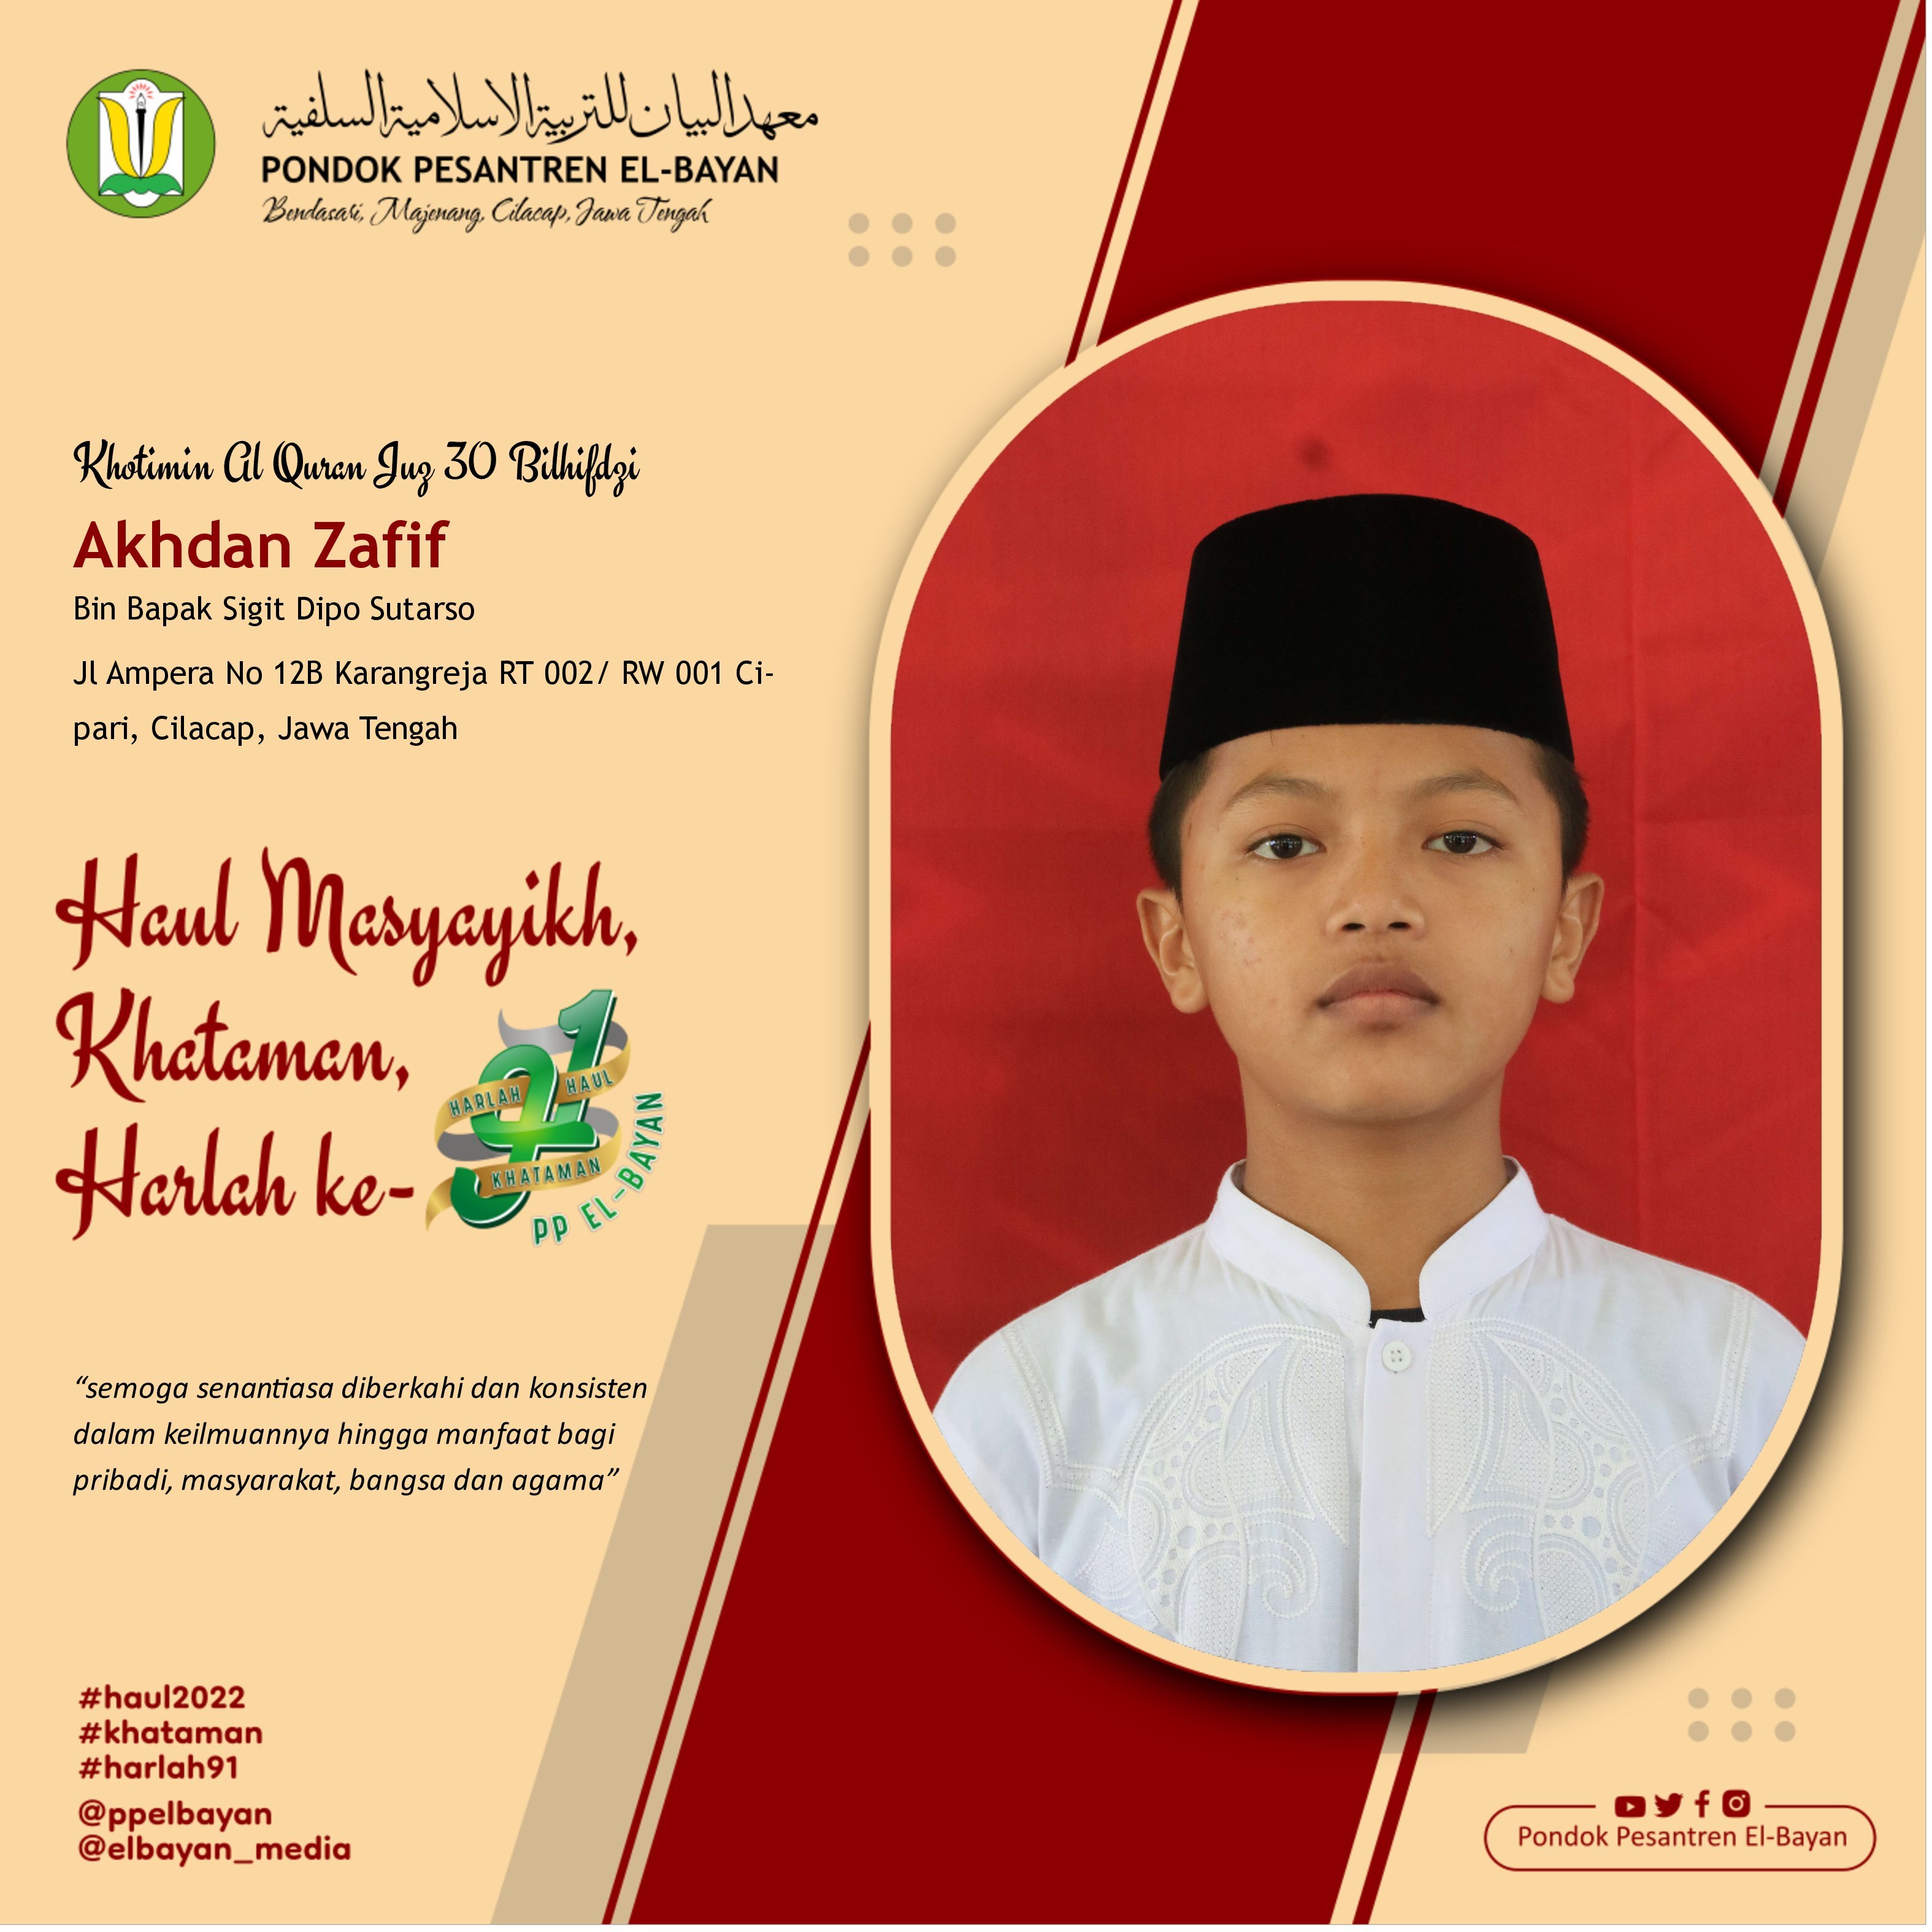 معهد البيان للتربية الاسلامية السلفية
PONDOK PESANTREN EL-BAYAN
Bendasari, Majenang, Cilacap, Jawa Tengah
Khotimin Al Quran Juz 30 Bilhifdzi
Akhdan Zafif
Bin Bapak Sigit Dipo Sutarso
Jl Ampera No 12B Karangreja RT 002/ RW 001 Ci-
pari, Cilacap, Jawa Tengah
Haul Masyayikh,
Khataman,
Harlah ke-
91
HARLAH HAUL
KHATAMAN
PP EL-BAYAN
“semoga senantiasa diberkahi dan konsisten
dalam keilmuannya hingga manfaat bagi
pribadi, masyarakat, bangsa dan agama”
#haul2022
#khataman
#harlah91
@ppelbayan
@elbayan_media
Pondok Pesantren El-Bayan